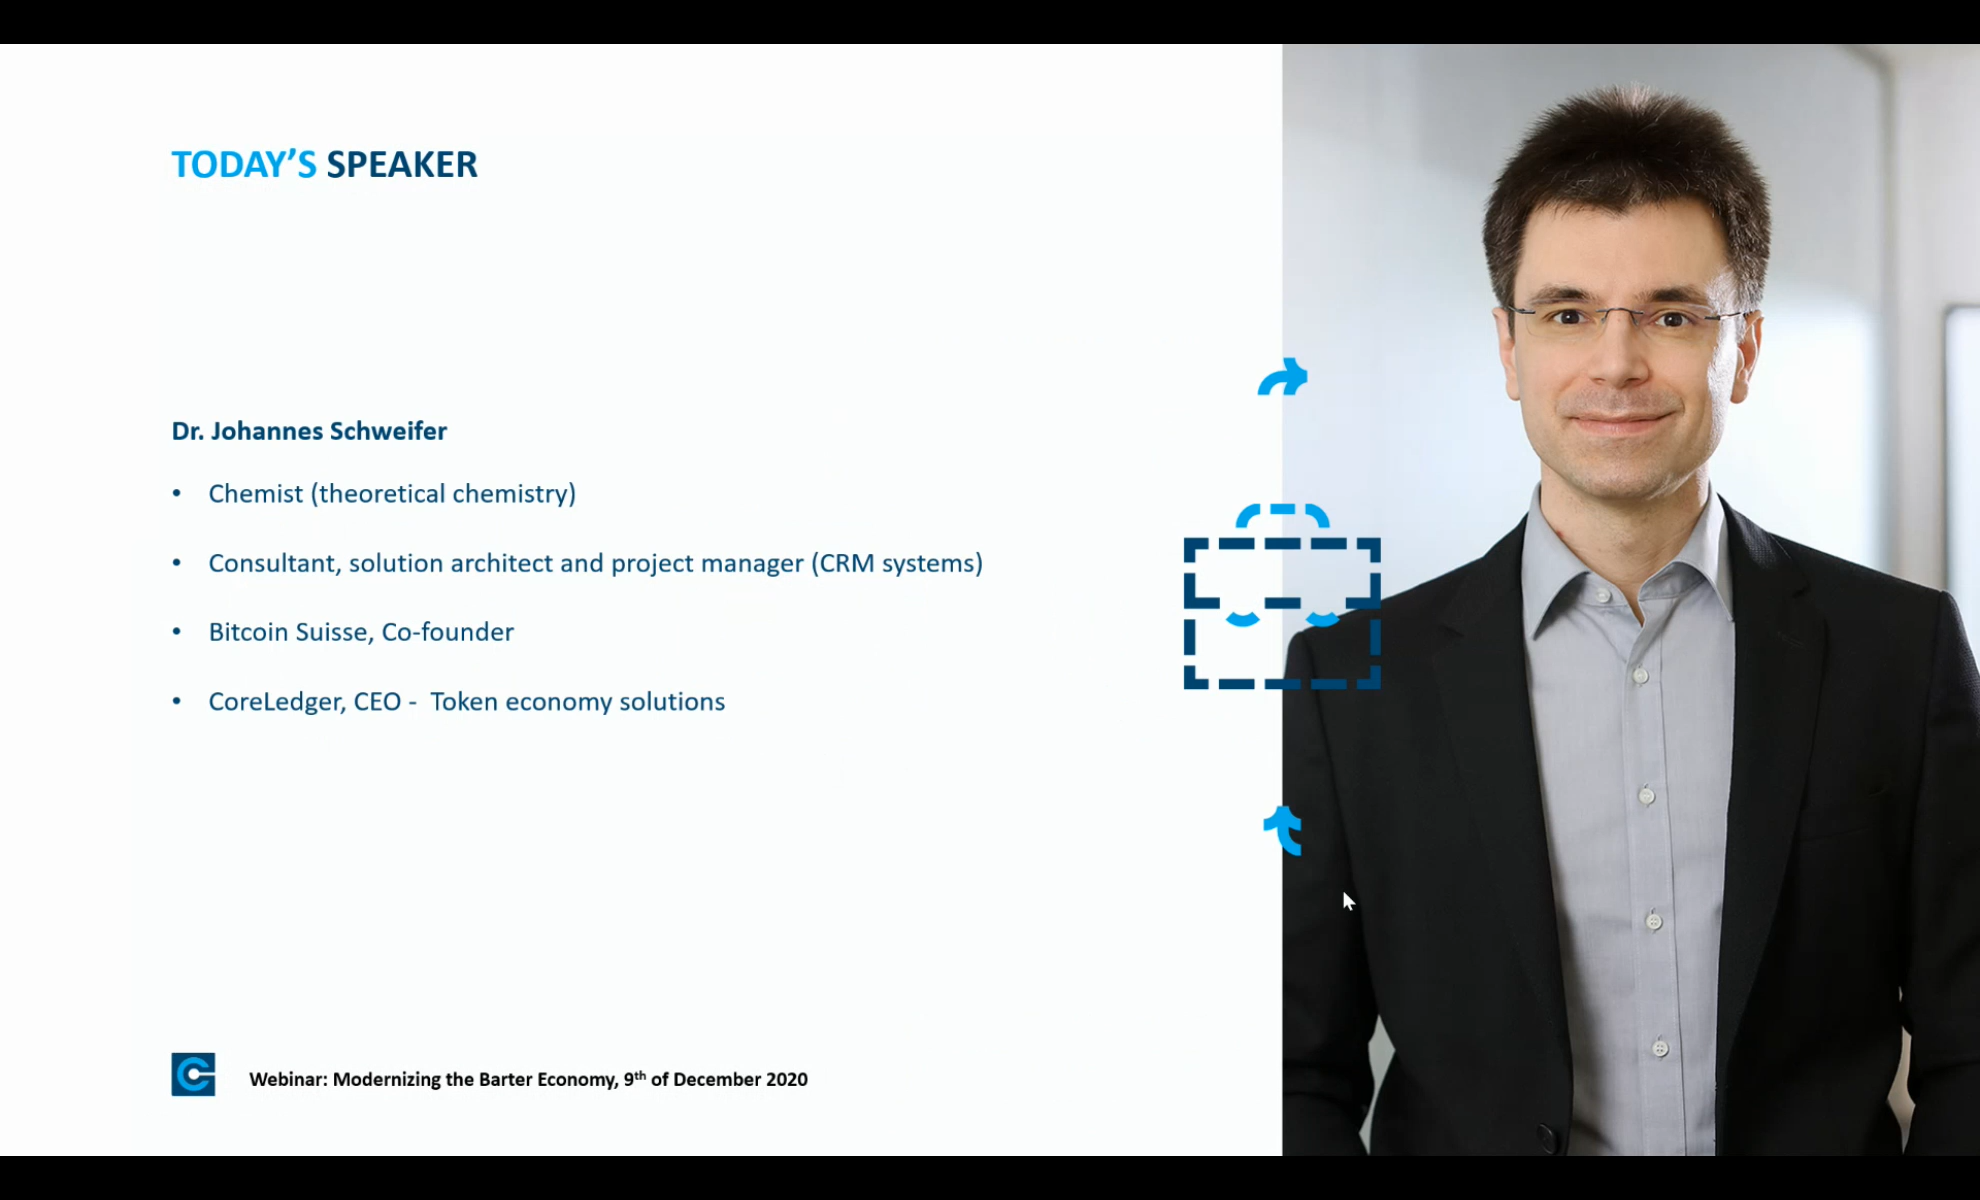 TODAY’S SPEAKER
Dr. Johannes Schweifer
• Chemist (theoretical chemistry)
• Consultant, solution architect and project manager (CRM systems)
• Bitcoin Suisse, Co-founder
• CoreLedger, CEO -  Token economy solutions
Webinar: Modernizing the Barter Economy, 9th of December 2020